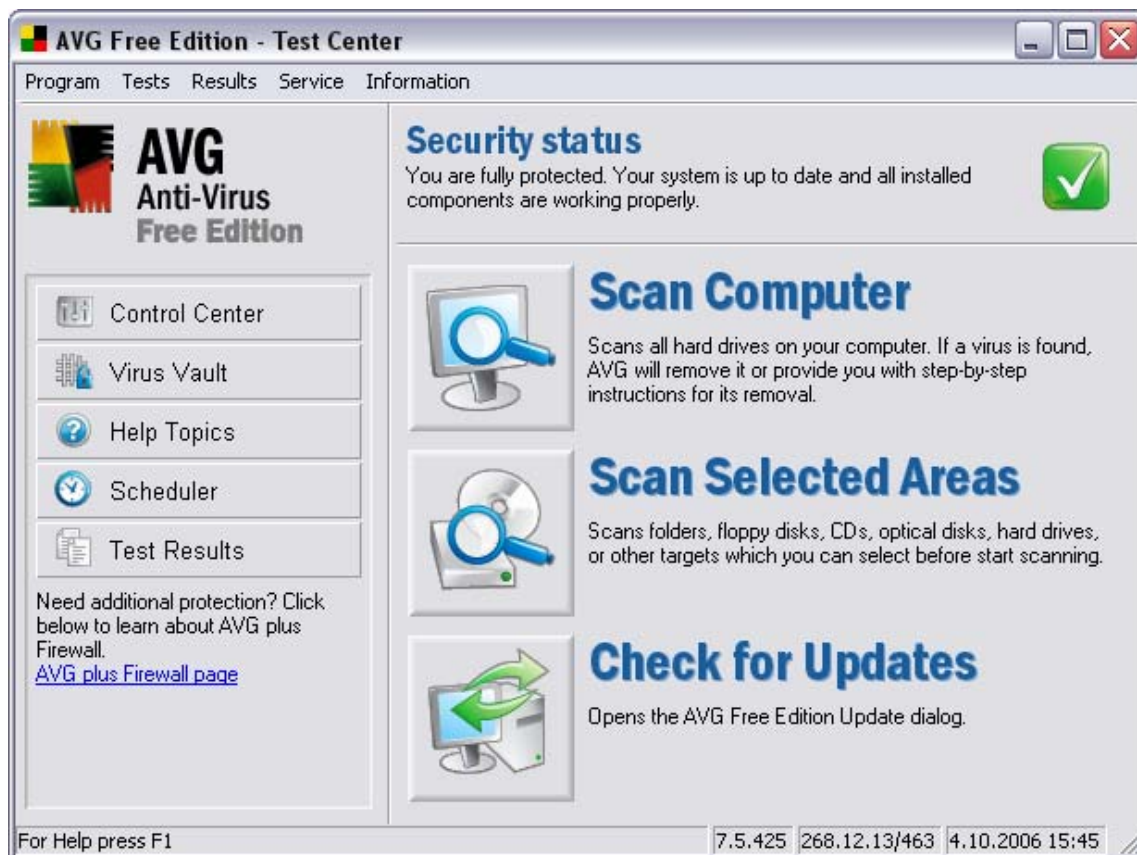 AVG Free Edition - Test Center
Program Tests Results Service Information
AVG
Anti-Virus
Free Edition
Control Center
Virus Vault
Help Topics
Scheduler
Test Results
Need additional protection? Click
below to learn about AVG plus
Firewall.
AVG plus Firewall page
Security status
You are fully protected. Your system is up to date and all installed
components are working properly.
Scan Computer
Scans all hard drives on your computer. If a virus is found,
AVG will remove it or provide you with step-by-step
instructions for its removal.
Scan Selected Areas
Scans folders, floppy disks, CDs, optical disks, hard drives,
or other targets which you can select before start scanning.
Check for Updates
Opens the AVG Free Edition Update dialog.
For Help press F1 7.5.425 268.12.13/463 4.10.2006 15:45